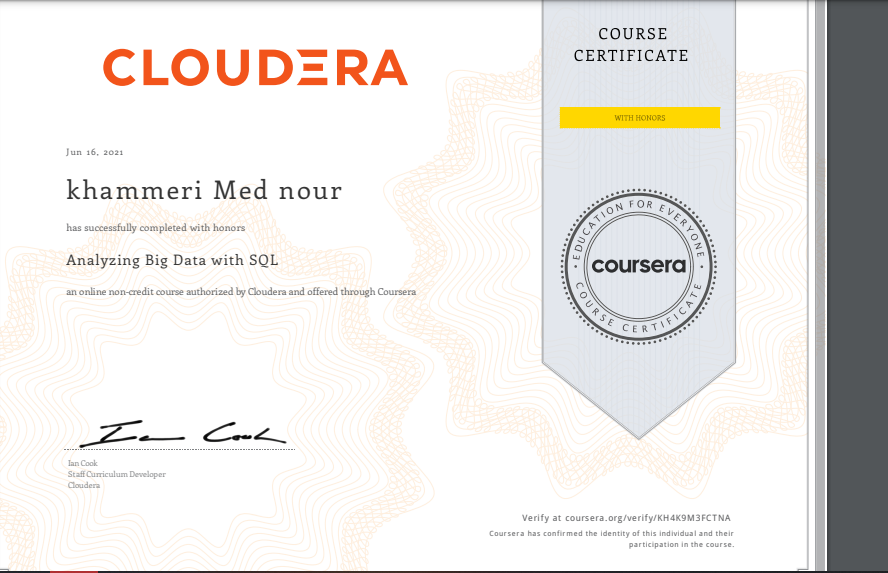 CLOUDERA
COURSE
CERTIFICATE
WITH HONORS
Jun 16, 2021
khammeri Med nour
has successfully completed with honors
Analyzing Big Data with SQL
an online non-credit course authorized by Cloudera and offered through Coursera
EDUCATION FOR EVERYONE
coursera
COURSE CERTIFICATE
Ian Cook
Ian Cook
Staff Curriculum Developer
Cloudera
Verify at coursera.org/verify/KH4K9M3FCTNA
Coursera has confirmed the identity of this individual and their
participation in the course.